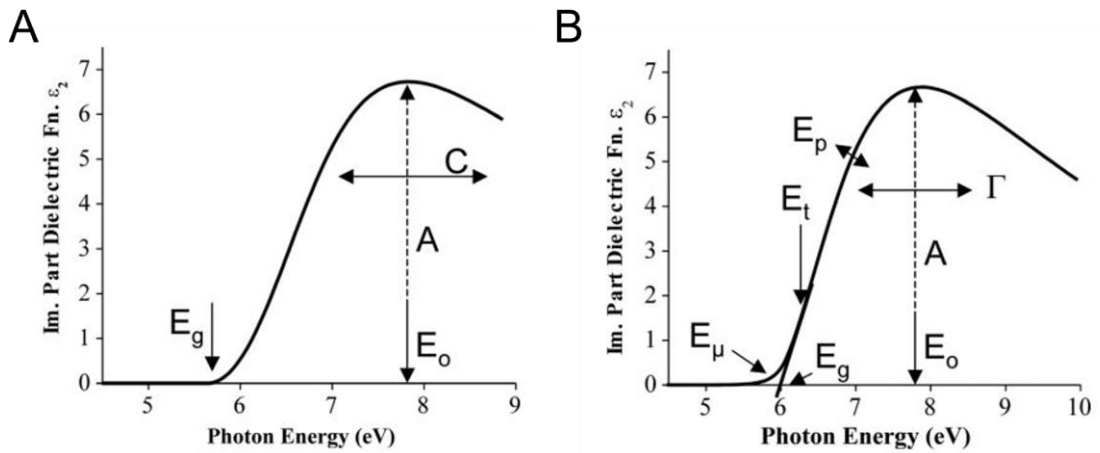 A
Im. Part Dielectric Fn. ε₂
7
6
5
4
3
2
1
0
C
A
E₉
Eₒ
5
6
7
8
9
Photon Energy (eV)
B
Im. Part Dielectric Fn. ε₂
7
6
5
4
3
2
1
0
Eₚ
Γ
Eₜ
A
Eμ
Eg
Eₒ
5
6
7
8
9
10
Photon Energy (eV)